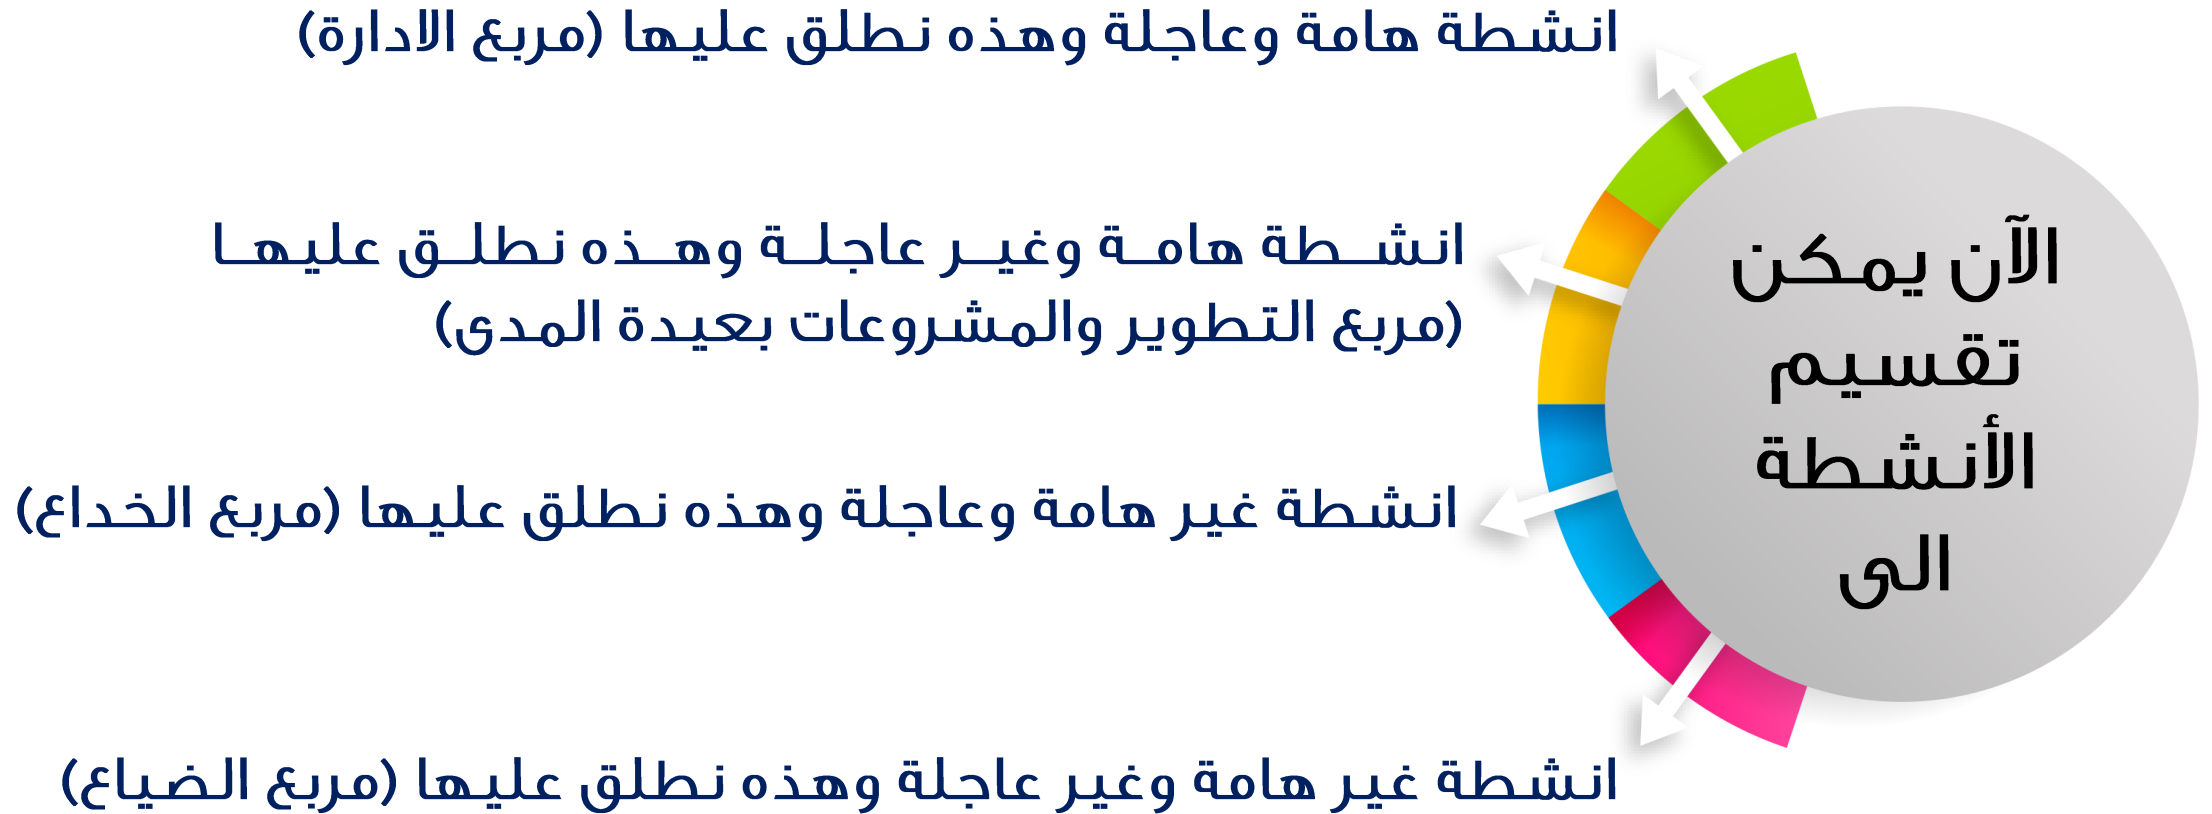 الآن يمكن
تقسيم
الأنشطة
الى
انشطة هامة وعاجلة وهذه نطلق عليها (مربع الادارة)
انشطة هامة وغير عاجلة وهذه نطلق عليها
(مربع التطوير والمشروعات بعيدة المدى)
انشطة غير هامة وعاجلة وهذه نطلق عليها (مربع الخداع)
انشطة غير هامة وغير عاجلة وهذه نطلق عليها (مربع الضياع)